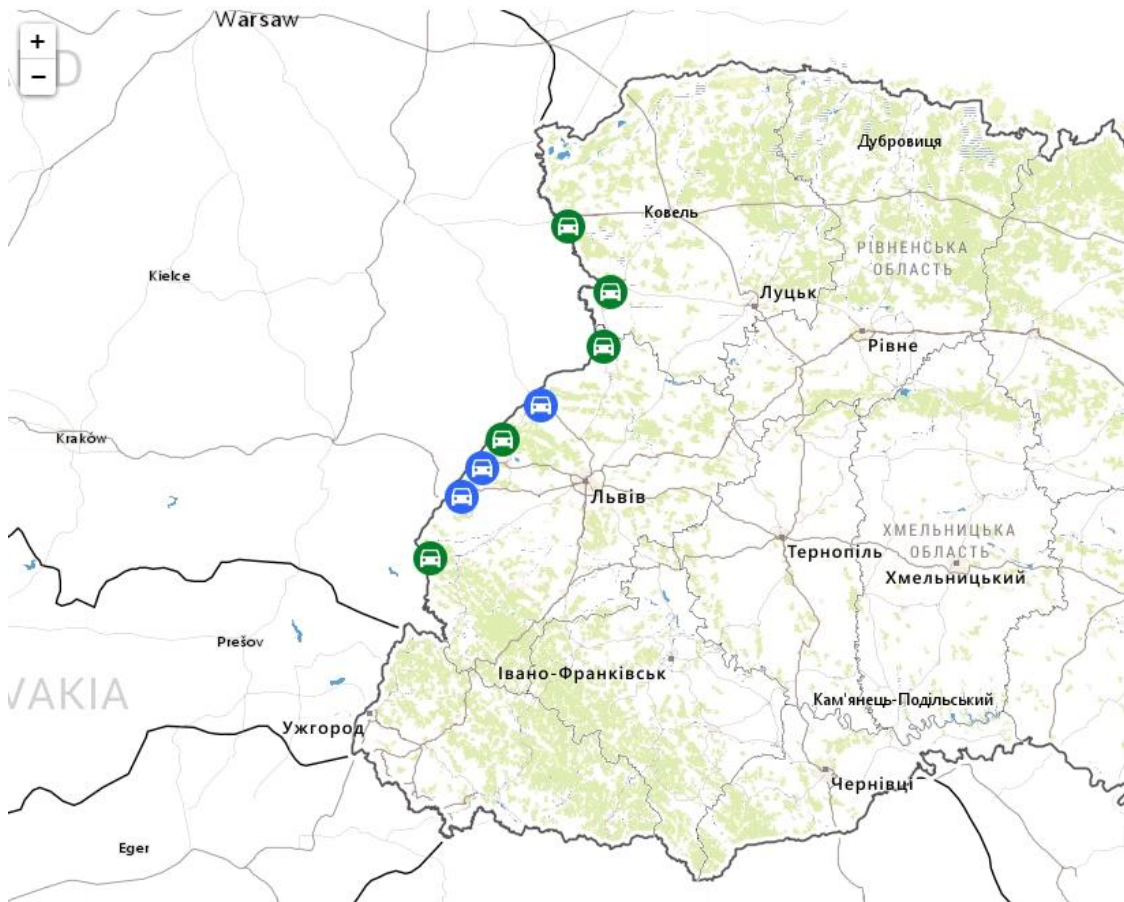 Warsaw
+
−
D
Дубровиця
Ковель
РІВНЕНСЬКА
ОБЛАСТЬ
Kielce
Луцьк
Рівне
Kraków
Львів
ХМЕЛЬНИЦЬКА
ОБЛАСТЬ
Тернопіль
Хмельницький
Prešov
Івано-Франківськ
VAKIA
Кам'янець-Подільський
Ужгород
Чернівці
Eger